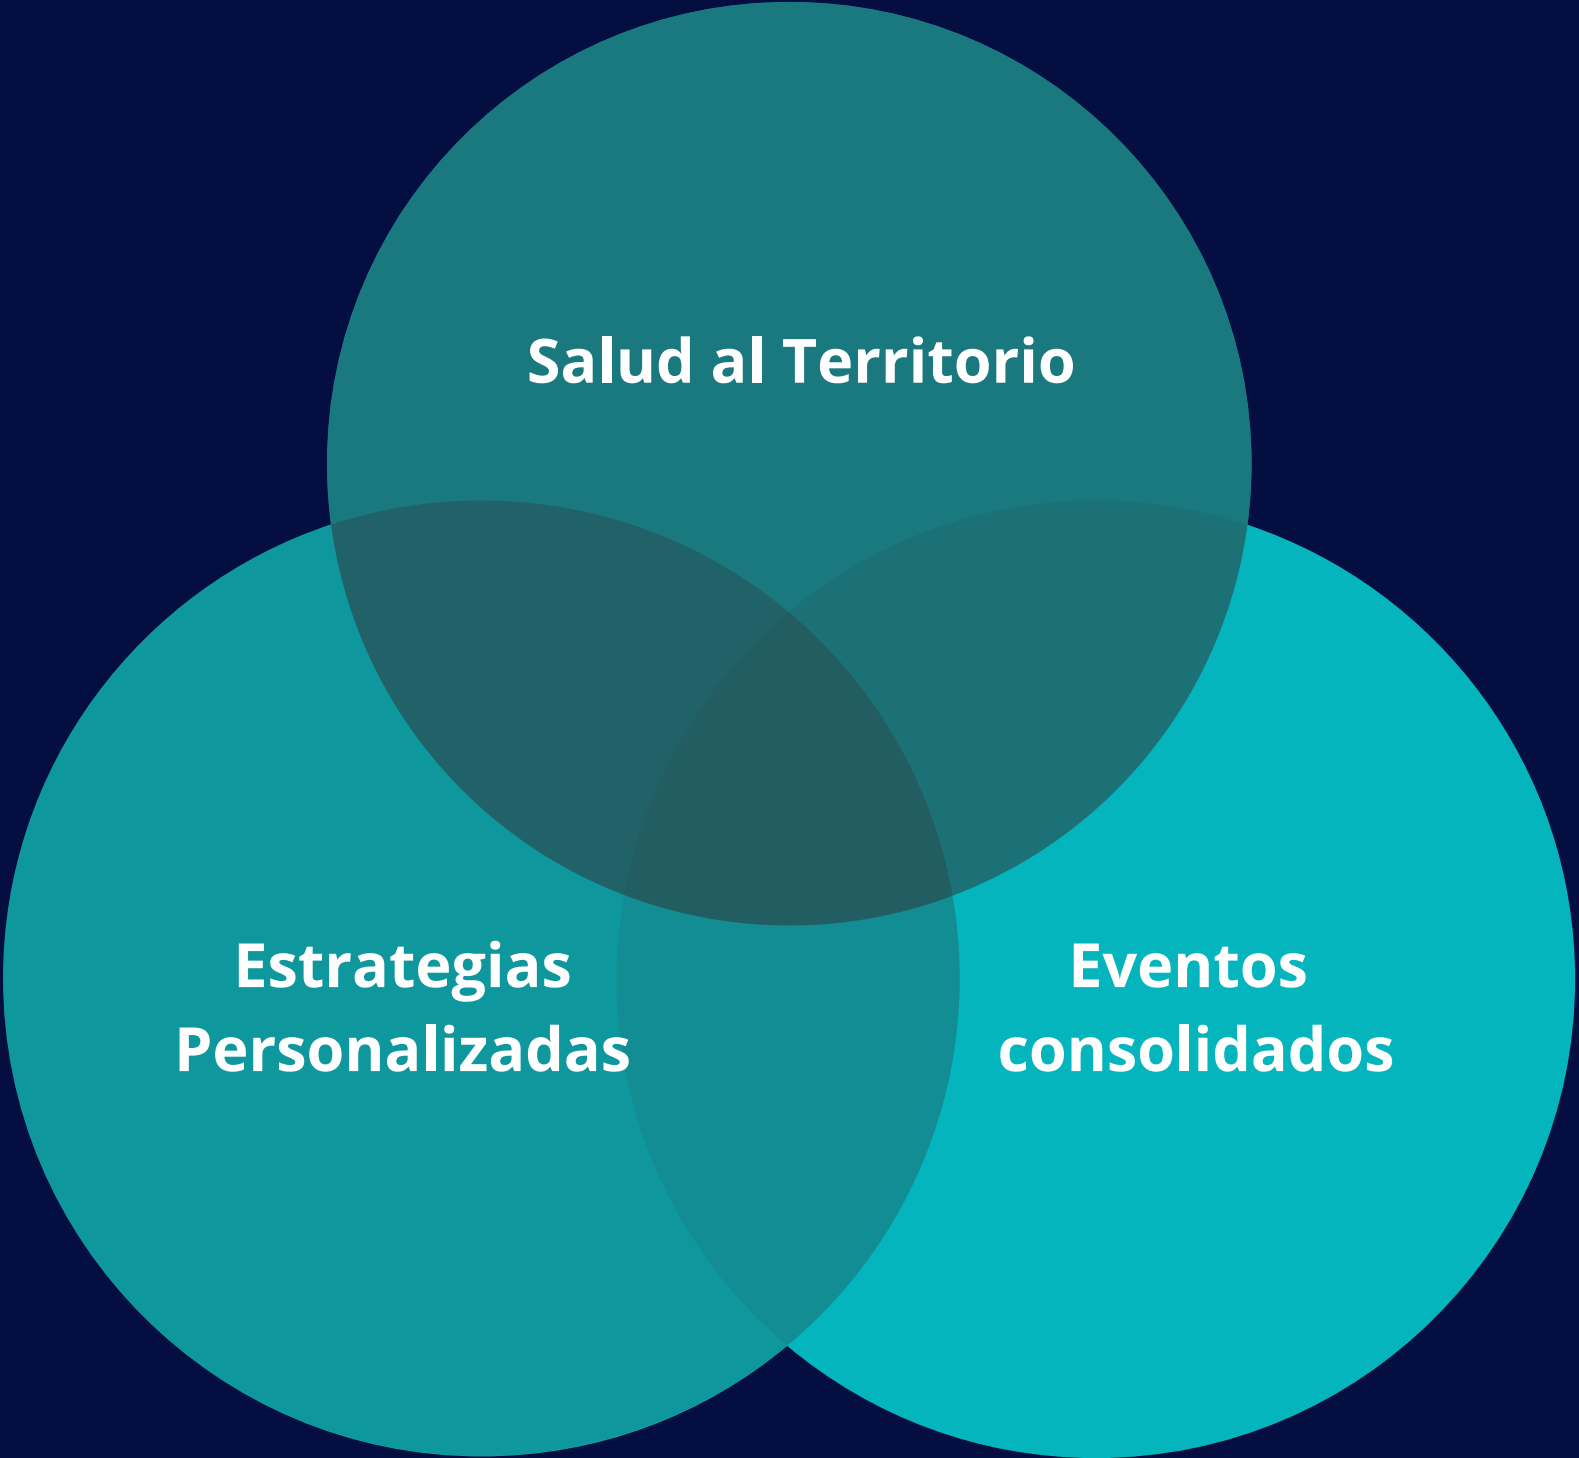 Salud al Territorio
Estrategias
Personalizadas
Eventos
consolidados